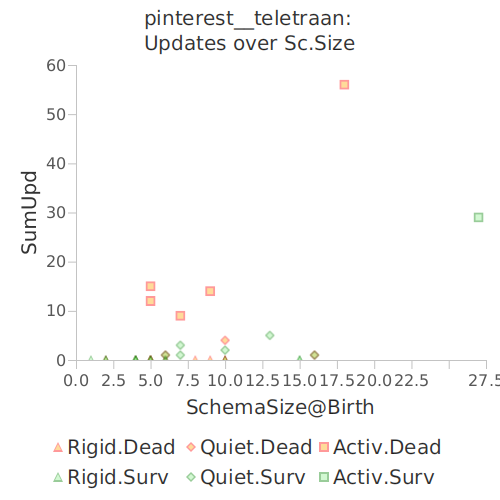 pinterest__teletraan:
Updates over Sc.Size
60
50
40
30
20
10
0
SumUpd
0.0 2.5 5.0 7.5 10.0 12.5 15.0 17.5 20.0 22.5 27.5
SchemaSize@Birth
Rigid.Dead Quiet.Dead Activ.Dead
Rigid.Surv Quiet.Surv Activ.Surv